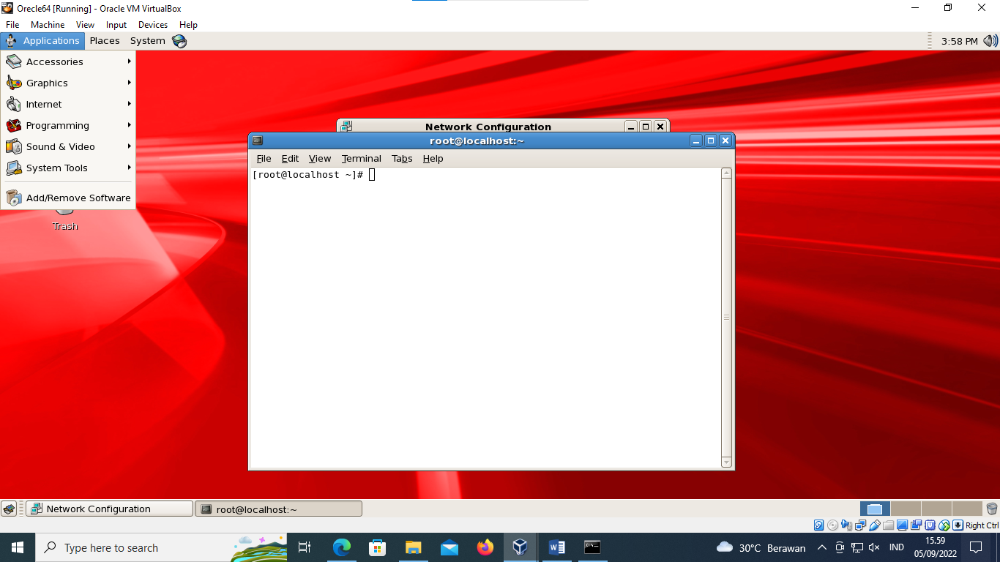 Orecle64 [Running] - Oracle VM VirtualBox
File Machine View Input Devices Help
Applications Places System 3:58 PM
Accessories
Graphics
Internet
Programming
Sound & Video
System Tools
Add/Remove Software
Trash
Network Configuration
root@localhost:~
File Edit View Terminal Tabs Help
[root@localhost ~]#
Network Configuration root@localhost:~
Right Ctrl
Type here to search 30°C Berawan IND 15.59
05/09/2022